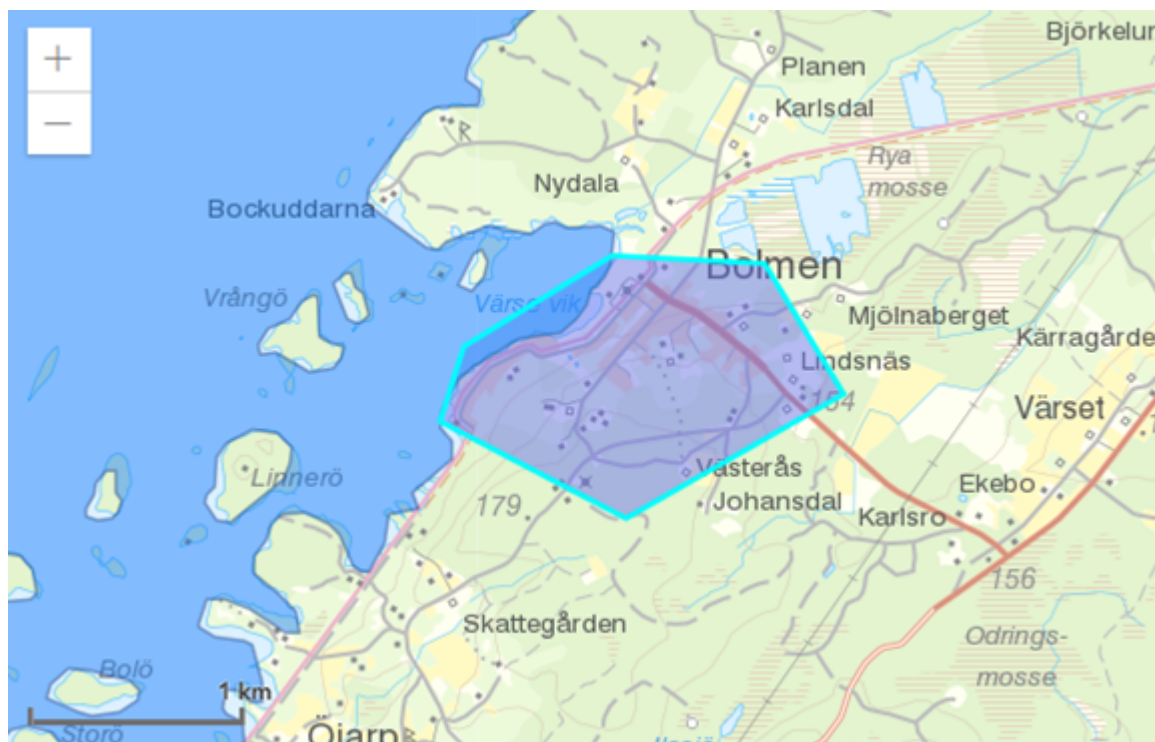 +
−
Björkelun
Planen
Karlsdal
Rya
mosse
Nydala
Bockuddarna
Bolmen
Vrångö
Värse vik
Mjölnaberget
Kärragårde
Lindsnäs
154
Värset
Linnerö
Västerås
Ekebo
179
Johansdal
Karlsro
156
Skattegården
Odrings-
mosse
Bolö
1 km
Storö
Öjarp